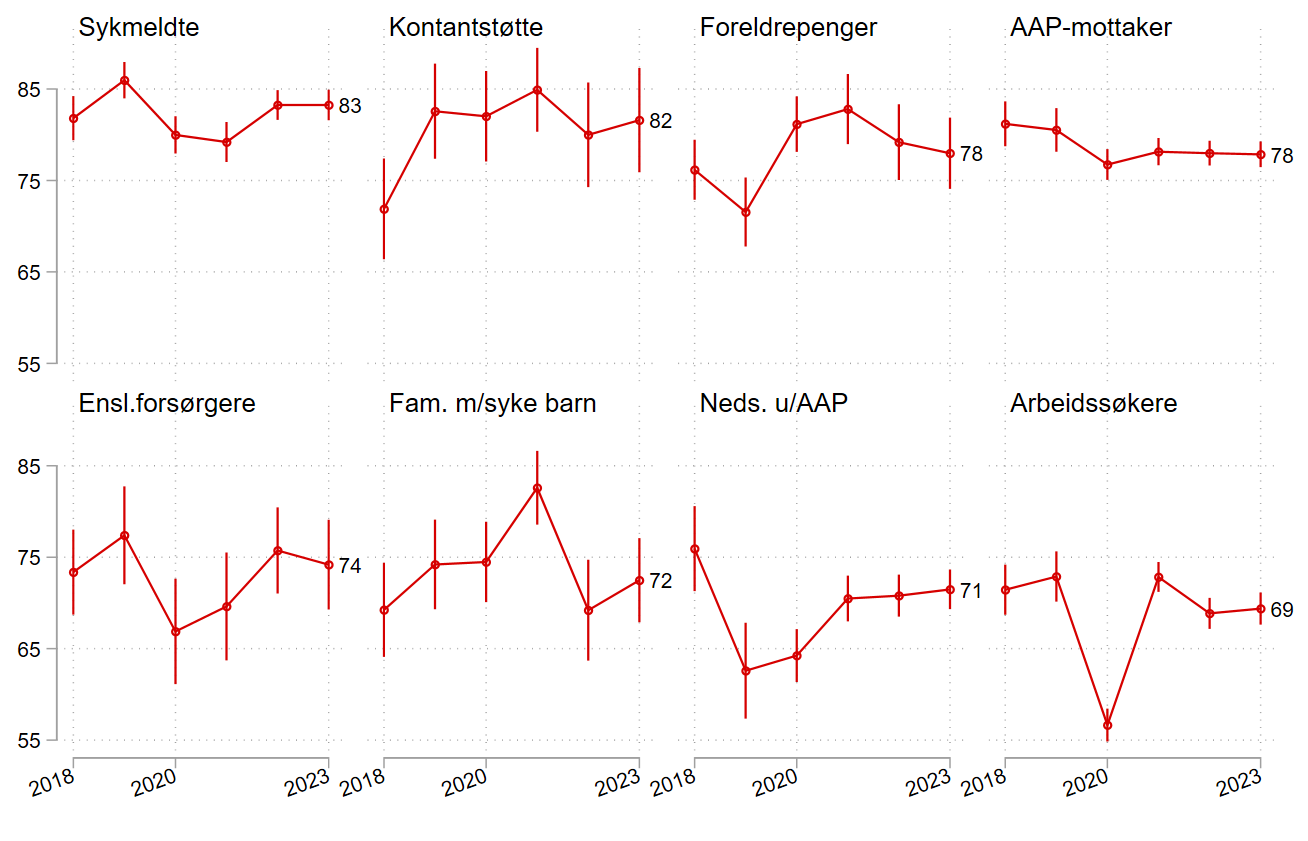 Sykmeldte Kontantstøtte Foreldrepenger AAP-mottaker
85
83 82 78 78
75
65
55
Ensl.forsørgere Fam. m/syke barn Neds. u/AAP Arbeidssøkere
85
75
74 72 71 69
65
55
2018 2020 2023 2018 2020 2023 2018 2020 2023 2018 2020 2023